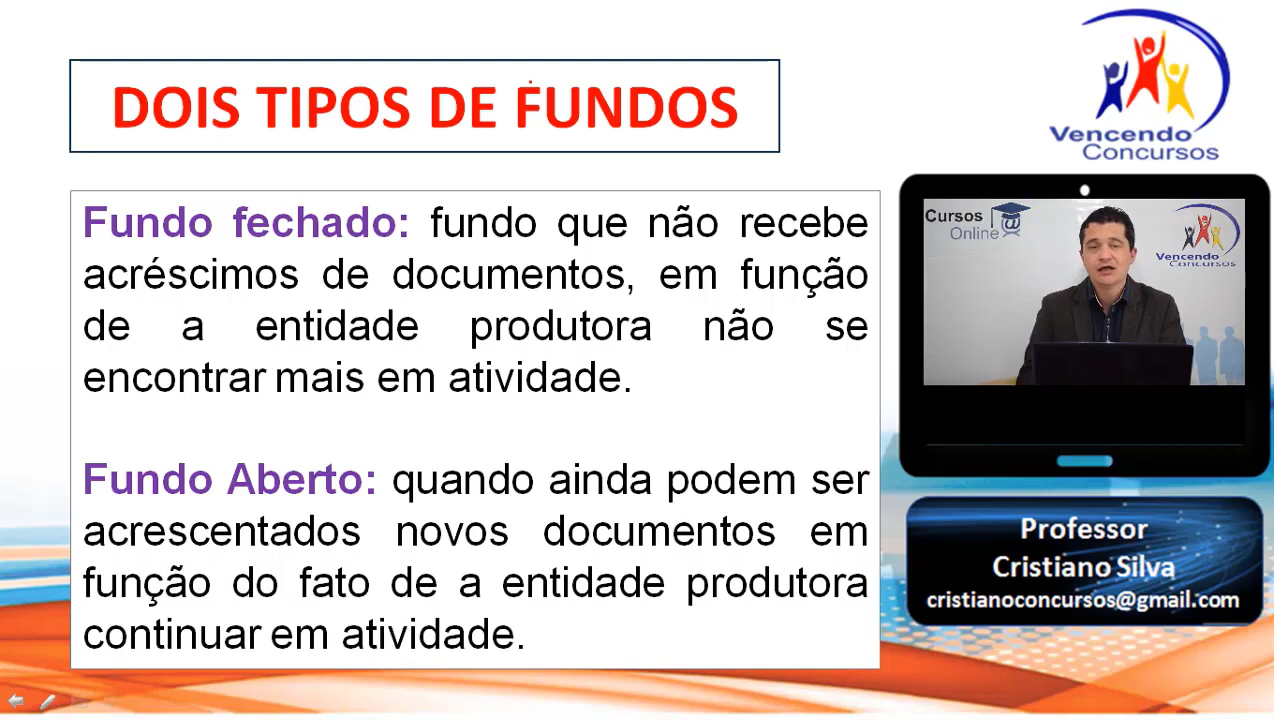 DOIS TIPOS DE FUNDOS
Vencendo
Concursos
Fundo fechado: fundo que não recebe
acréscimos de documentos, em função
de a entidade produtora não se
encontrar mais em atividade.
Fundo Aberto: quando ainda podem ser
acrescentados novos documentos em
função do fato de a entidade produtora
continuar em atividade.
Cursos
Online
@
Vencendo
Concursos
Professor
Cristiano Silva
cristianoconcursos@gmail.com